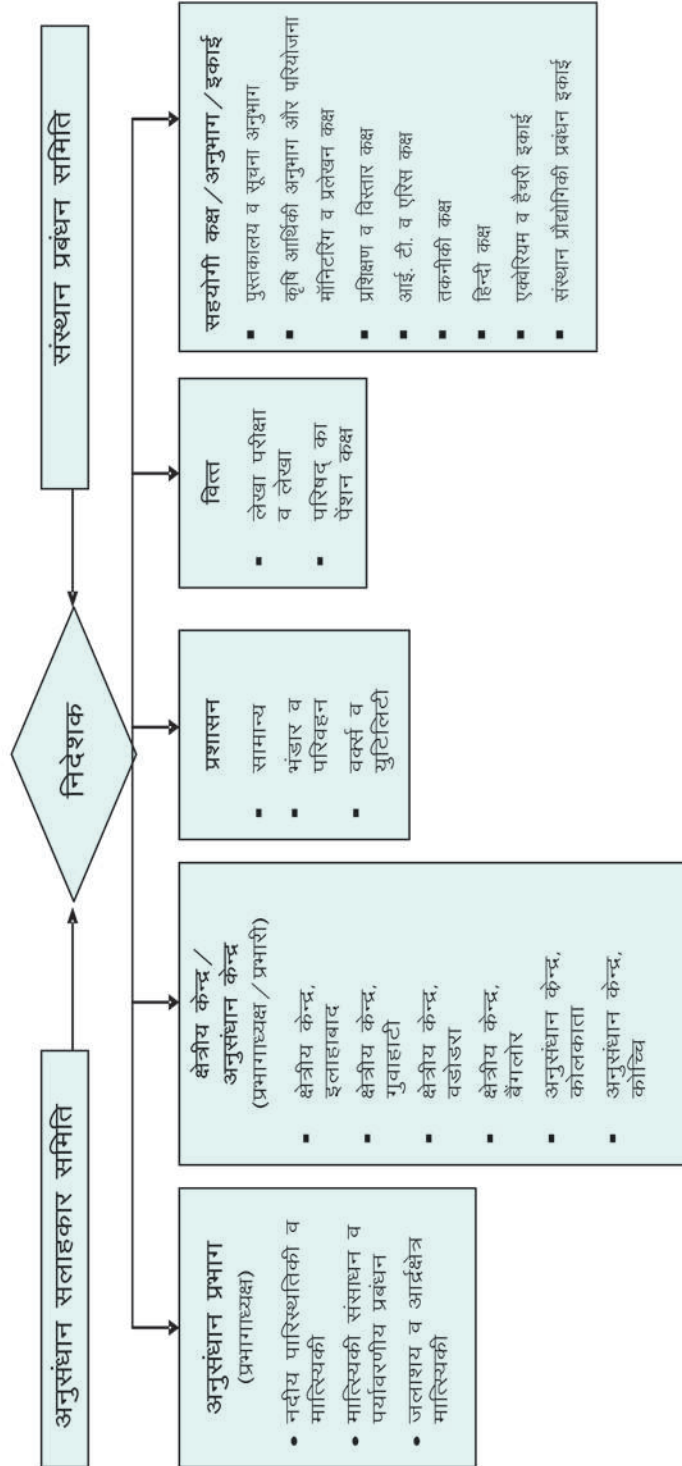 अनुसंधान सलाहकार समिति
निदेशक
संस्थान प्रबंधन समिति
अनुसंधान प्रभाग
(प्रभागाध्यक्ष)
• नदीय पारिस्थितिकी व
मात्स्यिकी
• मात्स्यिकी संसाधन व
पर्यावरणीय प्रबंधन
• जलाशय व आर्द्रक्षेत्र
मात्स्यिकी
क्षेत्रीय केन्द्र/
अनुसंधान केन्द्र
(प्रभागाध्यक्ष/प्रभारी)
▪ क्षेत्रीय केन्द्र,
इलाहाबाद
▪ क्षेत्रीय केन्द्र,
गुवाहाटी
▪ क्षेत्रीय केन्द्र,
वडोडरा
▪ क्षेत्रीय केन्द्र,
बैंगलोर
▪ अनुसंधान केन्द्र,
कोलकाता
▪ अनुसंधान केन्द्र,
कोच्चि
प्रशासन
▪ सामान्य
▪ भंडार व
परिवहन
▪ वर्क्स व
युटिलिटी
वित्त
▪ लेखा परीक्षा
व लेखा
▪ परिषद् का
पेंशन कक्ष
सहयोगी कक्ष/अनुभाग/इकाई
▪ पुस्तकालय व सूचना अनुभाग
▪ कृषि आर्थिकी अनुभाग और परियोजना
मॉनिटरिंग व प्रलेखन कक्ष
▪ प्रशिक्षण व विस्तार कक्ष
▪ आई. टी. व एरिस कक्ष
▪ तकनीकी कक्ष
▪ हिन्दी कक्ष
▪ एक्वेरियम व हैचरी इकाई
▪ संस्थान प्रौद्योगिकी प्रबंधन इकाई